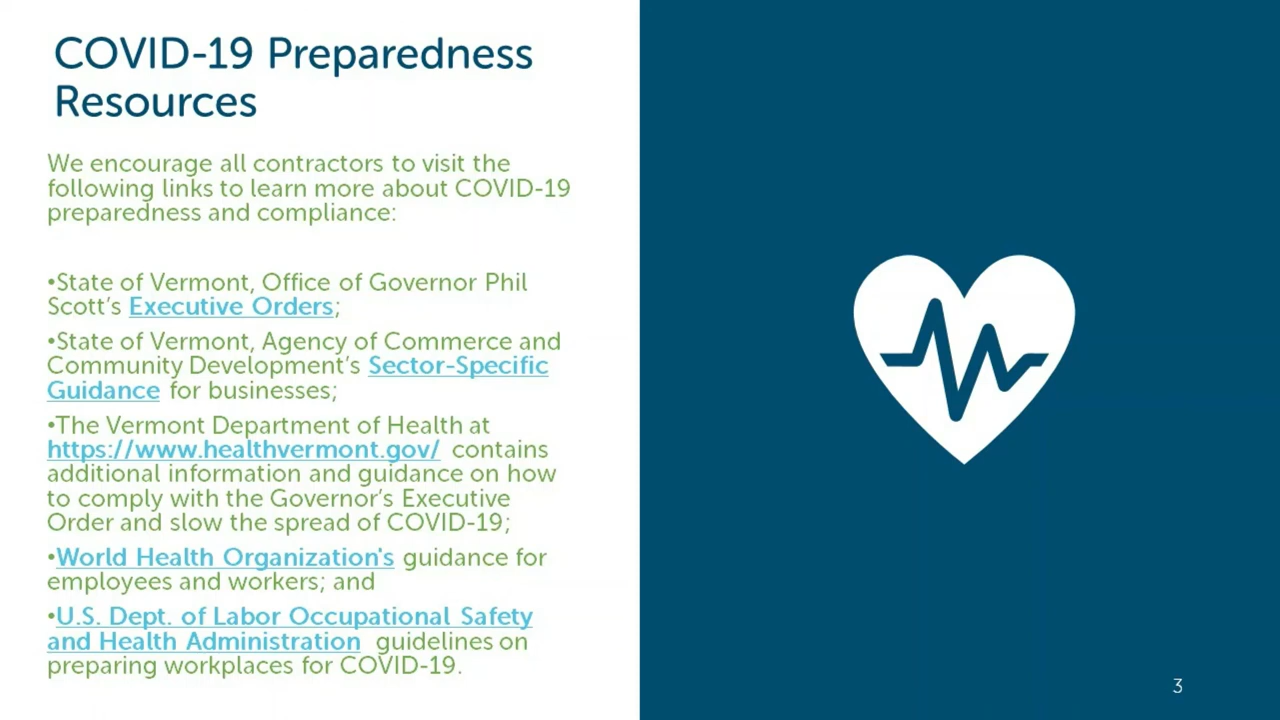 COVID-19 Preparedness
Resources
We encourage all contractors to visit the
following links to learn more about COVID-19
preparedness and compliance:
•State of Vermont, Office of Governor Phil
Scott’s Executive Orders;
•State of Vermont, Agency of Commerce and
Community Development’s Sector-Specific
Guidance for businesses;
•The Vermont Department of Health at
https://www.healthvermont.gov/ contains
additional information and guidance on how
to comply with the Governor’s Executive
Order and slow the spread of COVID-19;
•World Health Organization's guidance for
employees and workers; and
•U.S. Dept. of Labor Occupational Safety
and Health Administration guidelines on
preparing workplaces for COVID-19.
3